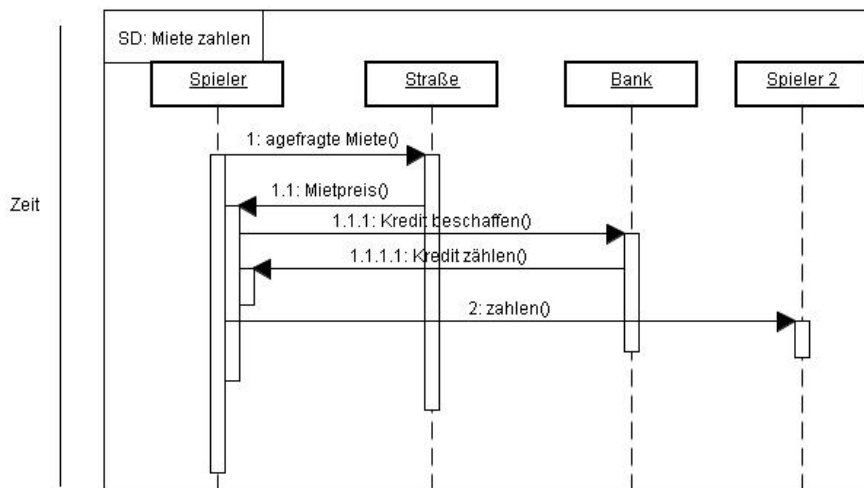 SD: Miete zahlen
Spieler
Straße
Bank
Spieler 2
1: agefragte Miete()
Zeit
1.1: Mietpreis()
1.1.1: Kredit beschaffen()
1.1.1.1: Kredit zählen()
2: zahlen()